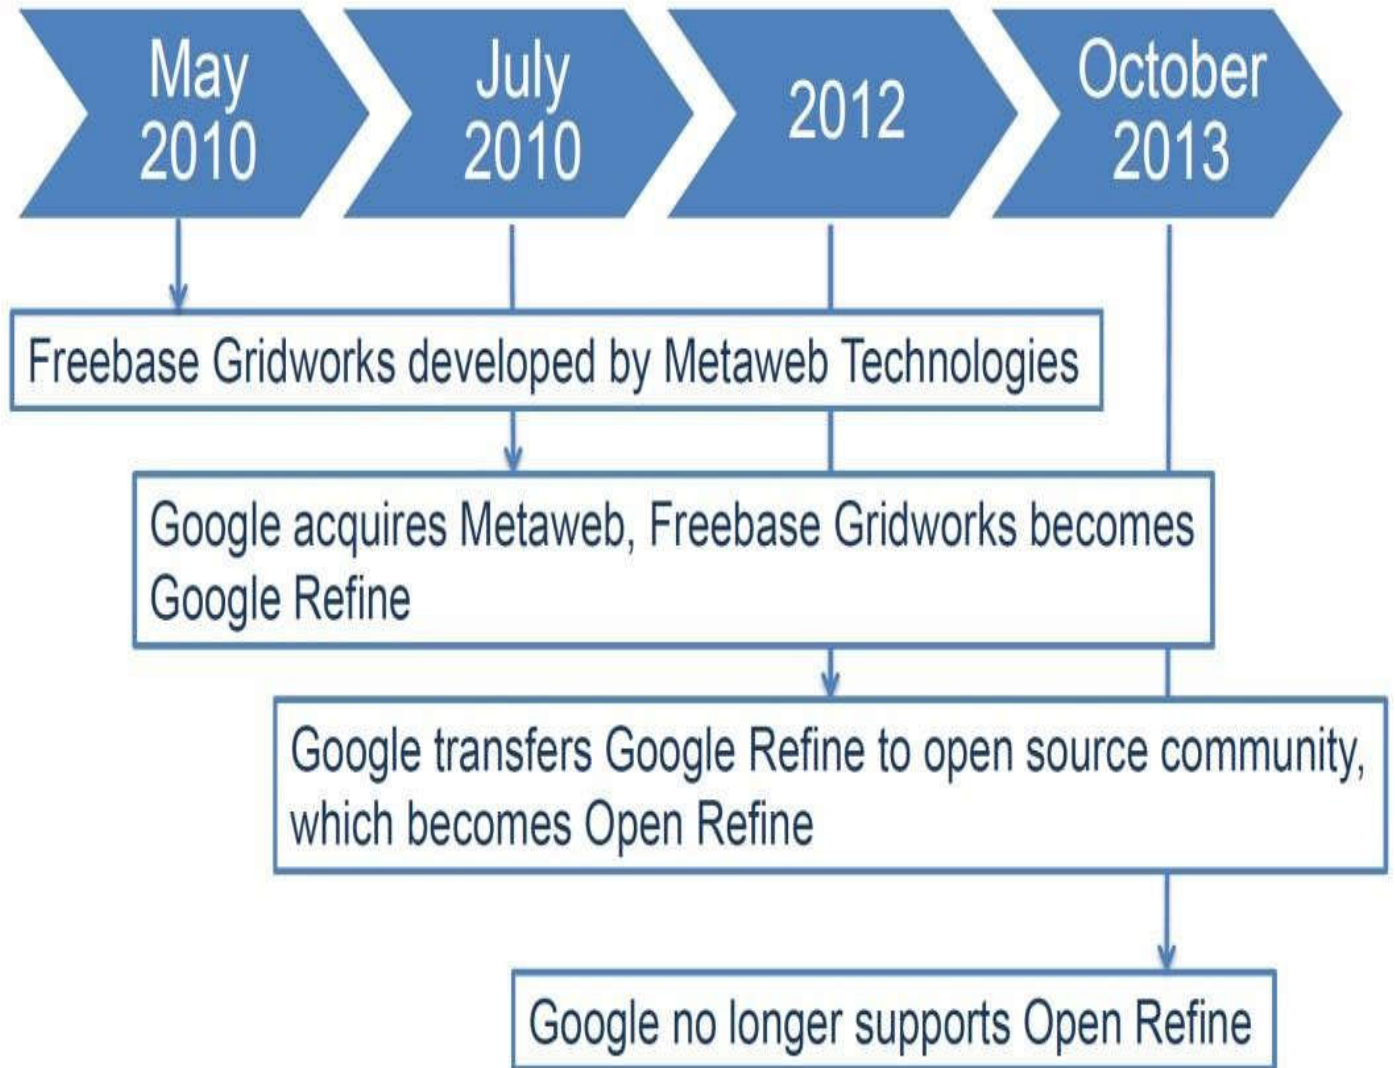 May
2010
July
2010
2012
October
2013
Freebase Gridworks developed by Metaweb Technologies
Google acquires Metaweb, Freebase Gridworks becomes
Google Refine
Google transfers Google Refine to open source community,
which becomes Open Refine
Google no longer supports Open Refine